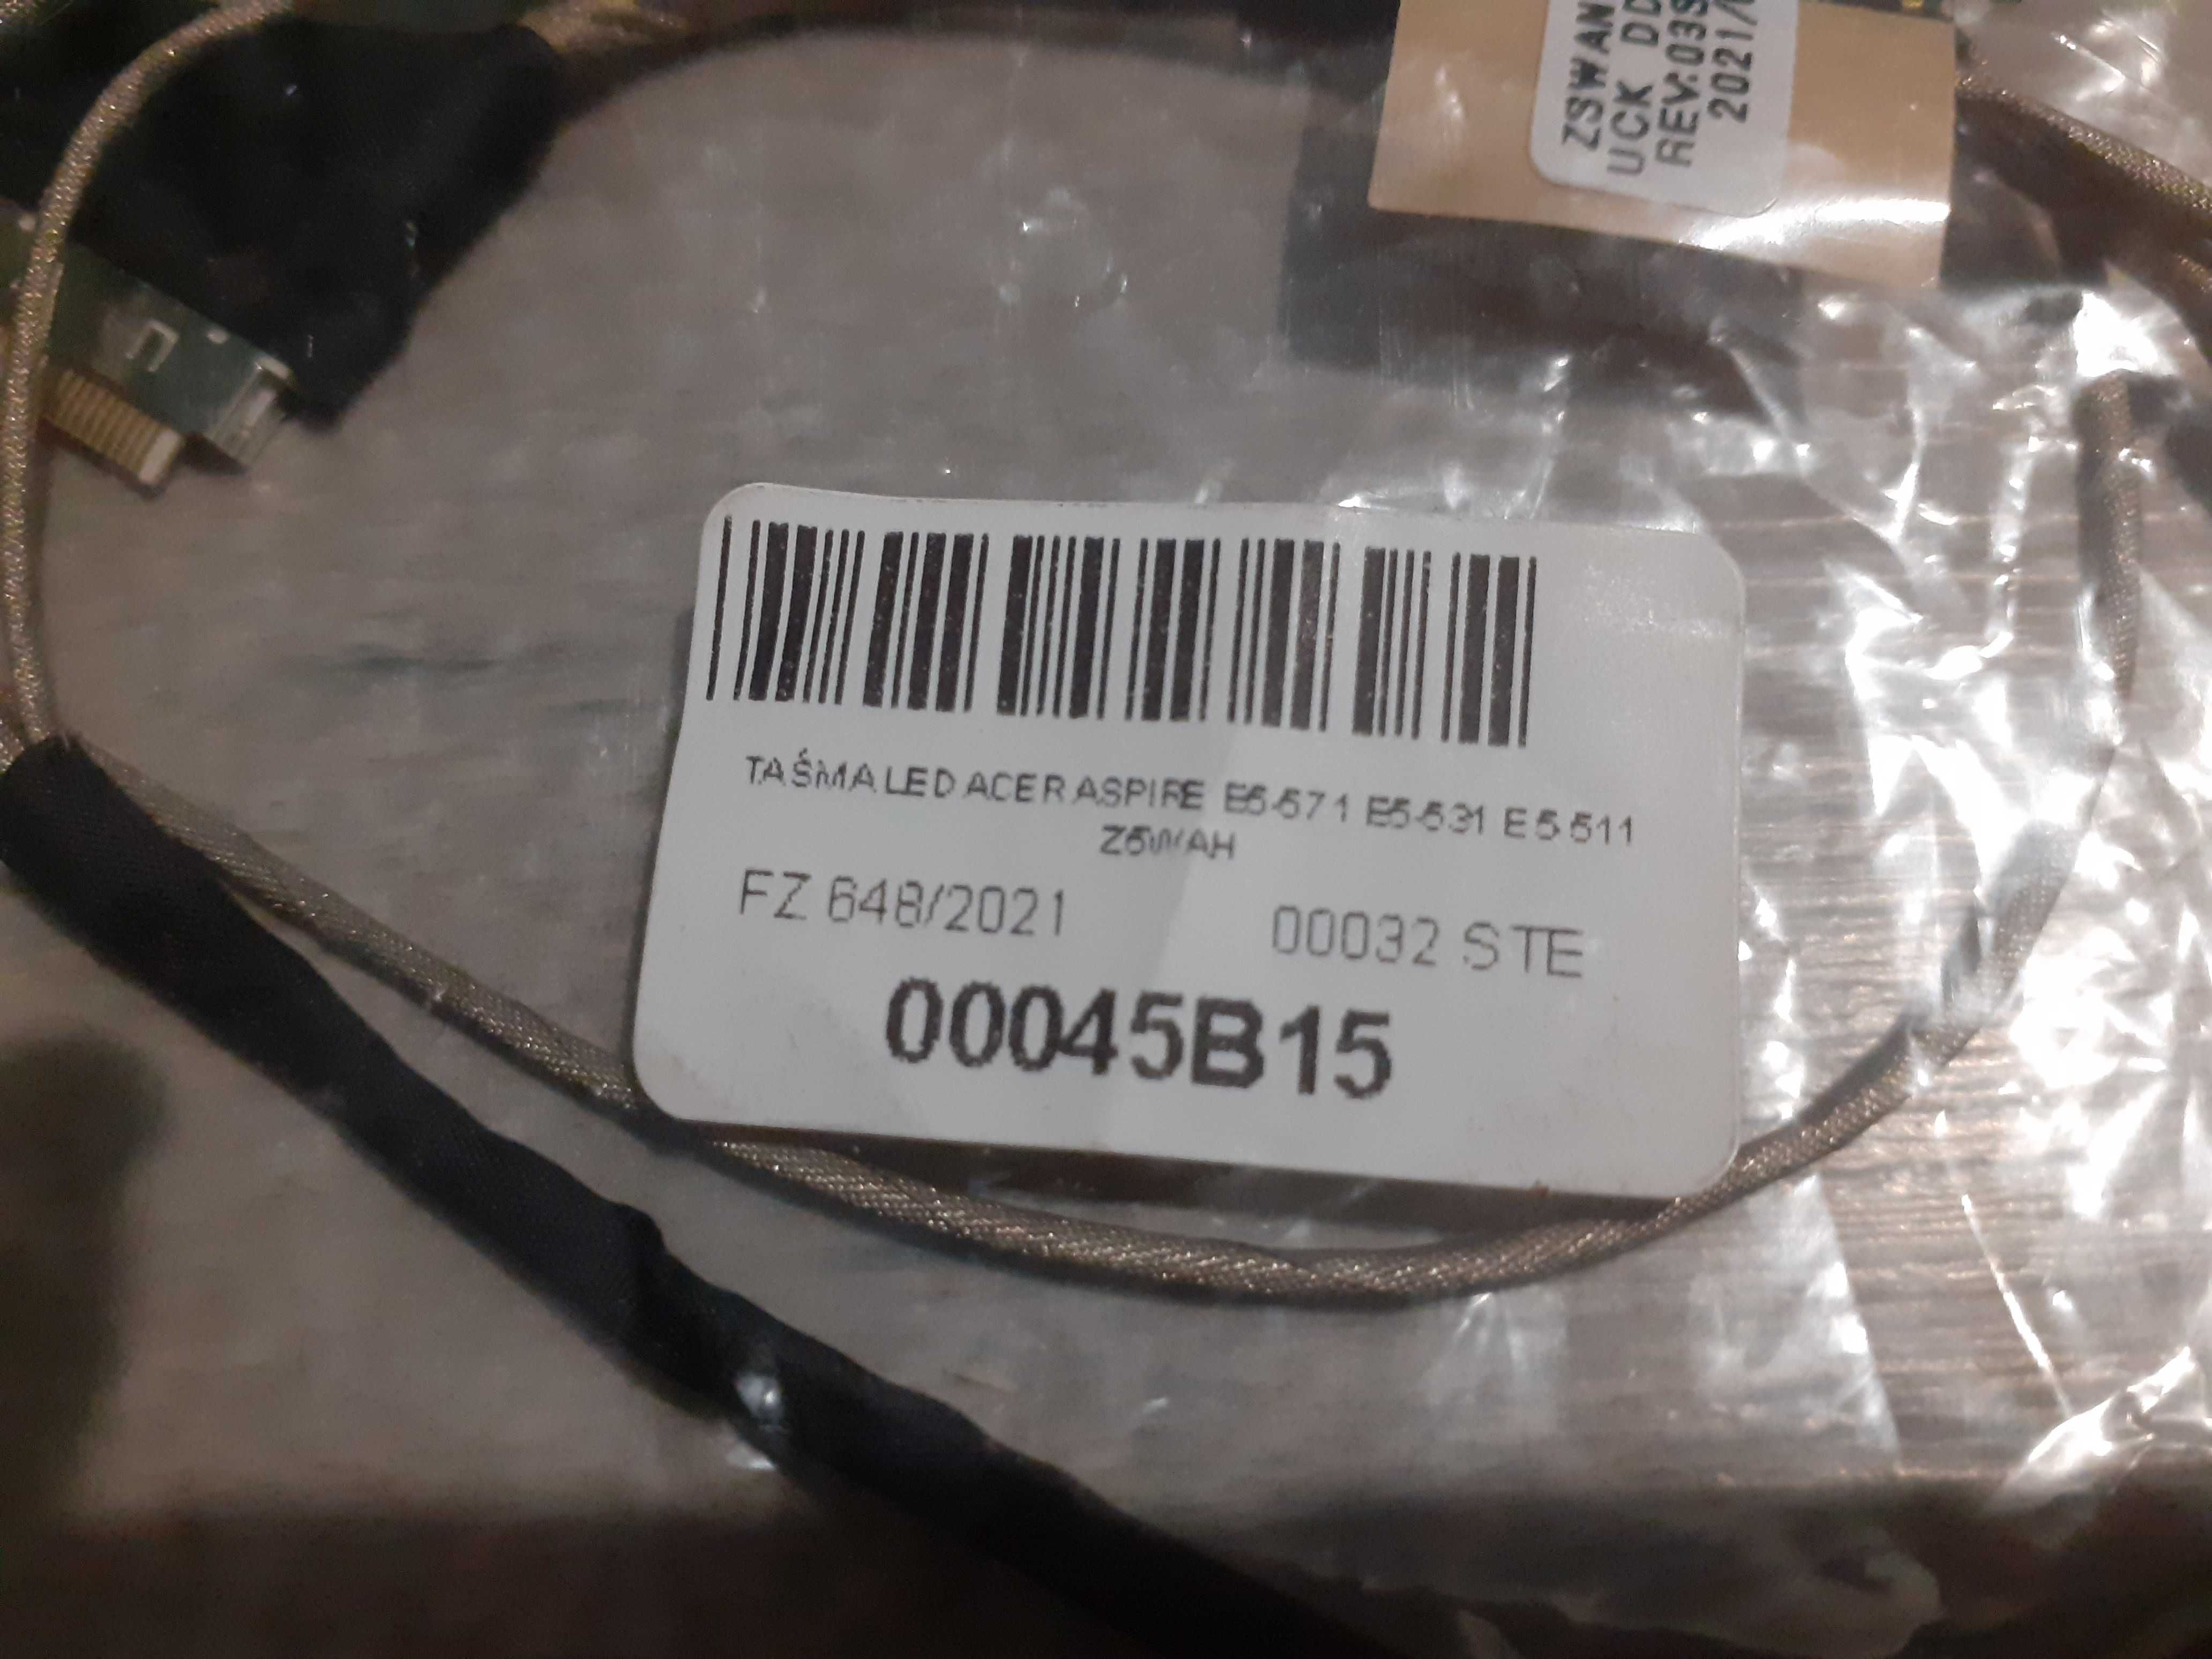 ZSWAN
UCK DD
REV:03S
2021/
TAŚMA LED ACER ASPIRE E5-571 E5-531 E5 511
Z5WAH
FZ 648/2021 00032 STE
00045B15